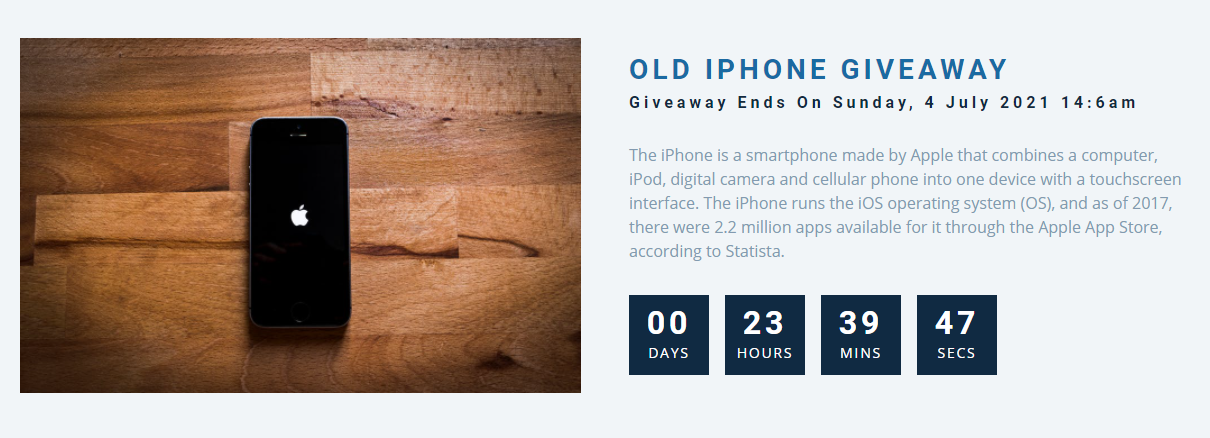 OLD IPHONE GIVEAWAY
Giveaway Ends On Sunday, 4 July 2021 14:6am
The iPhone is a smartphone made by Apple that combines a computer,
iPod, digital camera and cellular phone into one device with a touchscreen
interface. The iPhone runs the iOS operating system (OS), and as of 2017,
there were 2.2 million apps available for it through the Apple App Store,
according to Statista.
00 23 39 47
DAYS HOURS MINS SECS